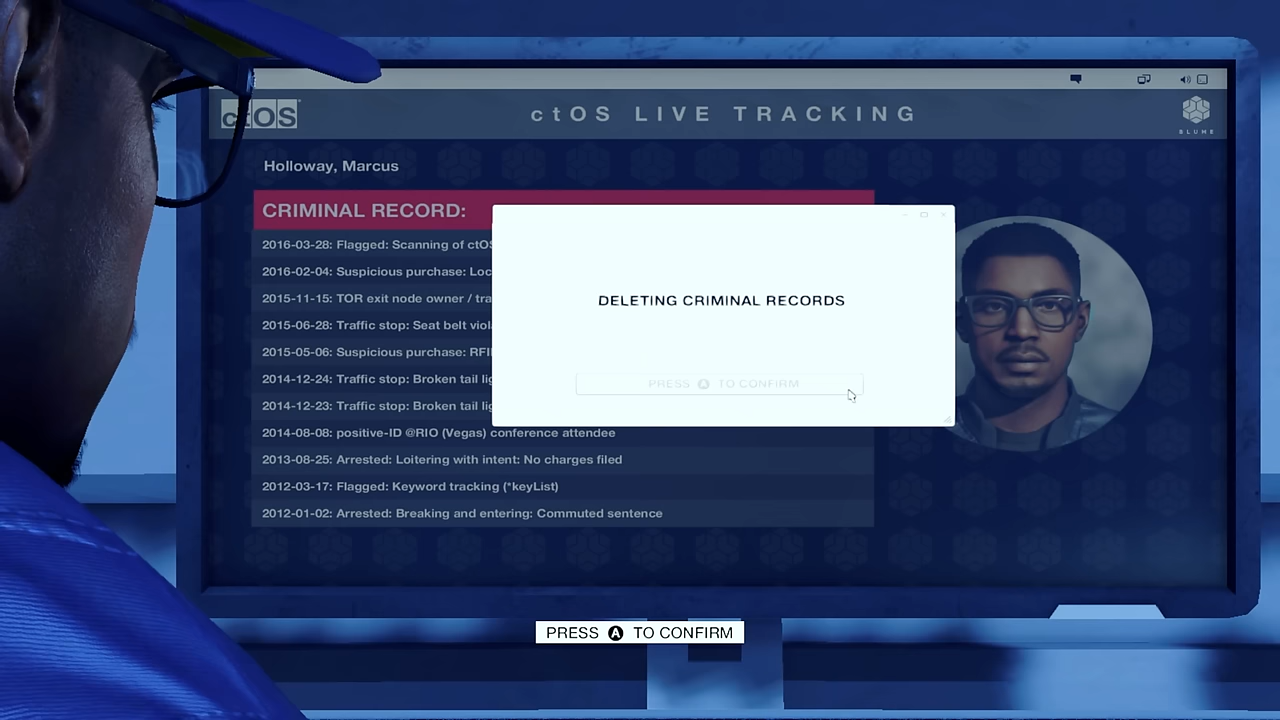 ctOS
ctOS LIVE TRACKING
BLUME
Holloway, Marcus
CRIMINAL RECORD:
2016-03-28: Flagged: Scanning of ctOS
2016-02-04: Suspicious purchase: Loc
2015-11-15: TOR exit node owner / tra
2015-06-28: Traffic stop: Seat belt viol
2015-05-06: Suspicious purchase: RFI
2014-12-24: Traffic stop: Broken tail lig
2014-12-23: Traffic stop: Broken tail lig
2014-08-08: positive-ID @RIO (Vegas) conference attendee
2013-08-25: Arrested: Loitering with intent: No charges filed
2012-03-17: Flagged: Keyword tracking (*keyList)
2012-01-02: Arrested: Breaking and entering: Commuted sentence
DELETING CRIMINAL RECORDS
PRESS A TO CONFIRM
PRESS A TO CONFIRM